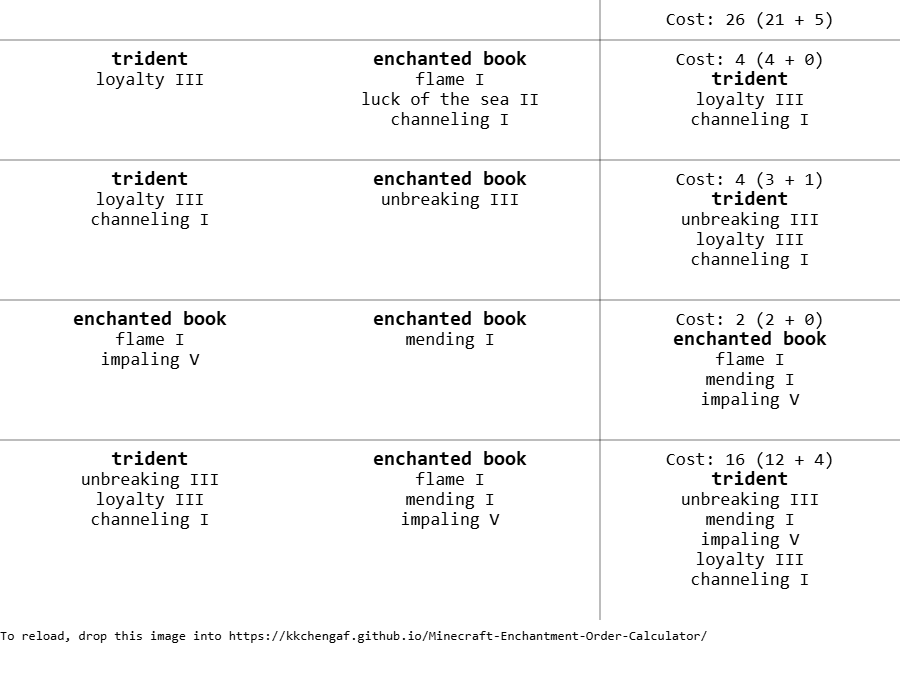 Cost: 26 (21 + 5)
trident
loyalty III
enchanted book
flame I
luck of the sea II
channeling I
Cost: 4 (4 + 0)
trident
loyalty III
channeling I
trident
loyalty III
channeling I
enchanted book
unbreaking III
Cost: 4 (3 + 1)
trident
unbreaking III
loyalty III
channeling I
enchanted book
flame I
impaling V
enchanted book
mending I
Cost: 2 (2 + 0)
enchanted book
flame I
mending I
impaling V
trident
unbreaking III
loyalty III
channeling I
enchanted book
flame I
mending I
impaling V
Cost: 16 (12 + 4)
trident
unbreaking III
mending I
impaling V
loyalty III
channeling I
To reload, drop this image into https://kkchengaf.github.io/Minecraft-Enchantment-Order-Calculator/